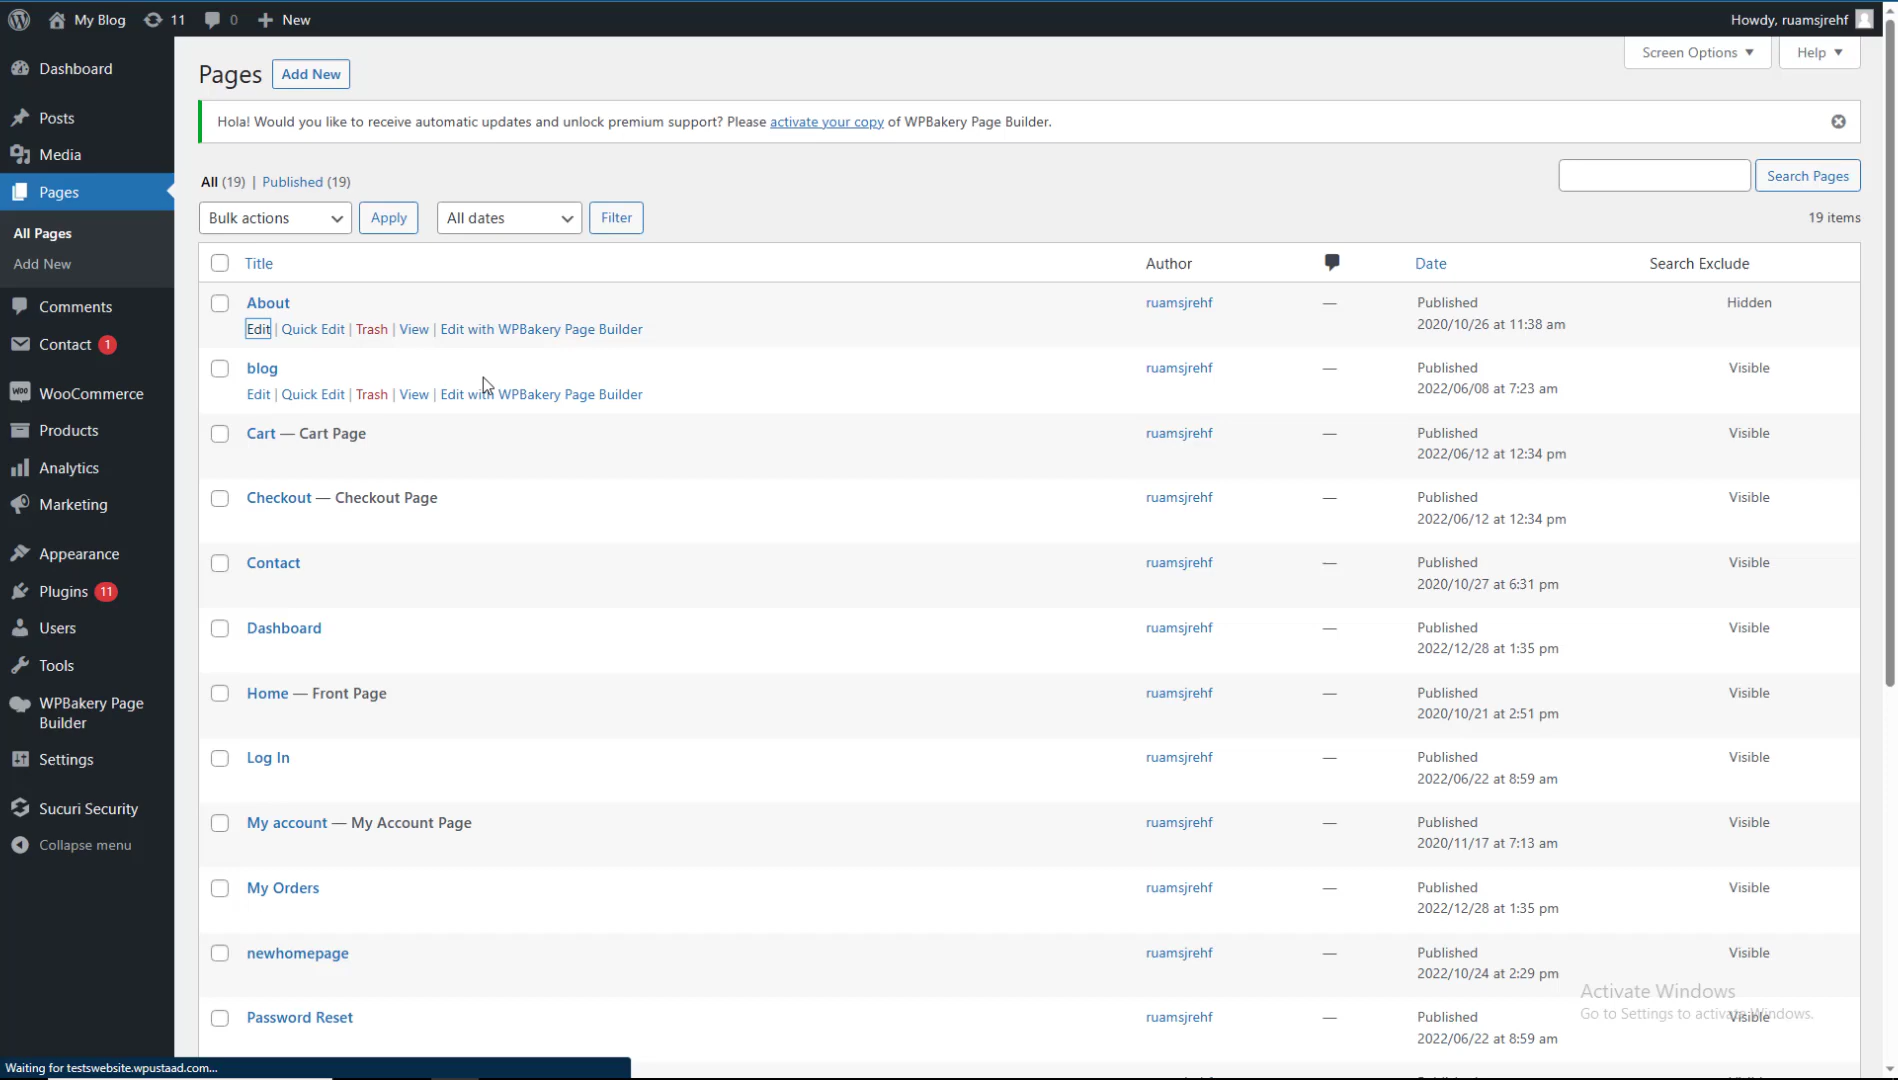 My Blog 11 0 New Howdy, ruamsjrehf
Screen Options Help
Dashboard
Posts
Media
Pages
All Pages
Add New
Comments
Contact 1
WooCommerce
Products
Analytics
Marketing
Appearance
Plugins 11
Users
Tools
WPBakery Page
Builder
Settings
Sucuri Security
Collapse menu
Pages Add New
Hola! Would you like to receive automatic updates and unlock premium support? Please activate your copy of WPBakery Page Builder.
All (19) | Published (19)
Search Pages
Bulk actions Apply All dates Filter 19 items
Title Author Date Search Exclude
About ruamsjrehf — Published Hidden
Edit | Quick Edit | Trash | View | Edit with WPBakery Page Builder 2020/10/26 at 11:38 am
blog ruamsjrehf — Published Visible
Edit | Quick Edit | Trash | View | Edit with WPBakery Page Builder 2022/06/08 at 7:23 am
Cart — Cart Page ruamsjrehf — Published Visible
2022/06/12 at 12:34 pm
Checkout — Checkout Page ruamsjrehf — Published Visible
2022/06/12 at 12:34 pm
Contact ruamsjrehf — Published Visible
2020/10/27 at 6:31 pm
Dashboard ruamsjrehf — Published Visible
2022/12/28 at 1:35 pm
Home — Front Page ruamsjrehf — Published Visible
2020/10/21 at 2:51 pm
Log In ruamsjrehf — Published Visible
2022/06/22 at 8:59 am
My account — My Account Page ruamsjrehf — Published Visible
2020/11/17 at 7:13 am
My Orders ruamsjrehf — Published Visible
2022/12/28 at 1:35 pm
newhomepage ruamsjrehf — Published Visible
2022/10/24 at 2:29 pm
Activate Windows
Go to Settings to activate Windows.
Password Reset ruamsjrehf — Published Visible
2022/06/22 at 8:59 am
Waiting for testswebsite.wpustaad.com...